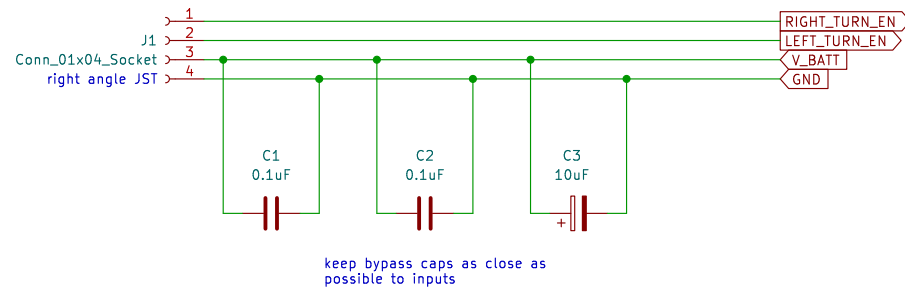 1
RIGHT_TURN_EN
J1
2
LEFT_TURN_EN
Conn_01x04_Socket
3
V_BATT
right angle JST
4
GND
C1
C2
C3
0.1uF
0.1uF
10uF
+
keep bypass caps as close as
possible to inputs